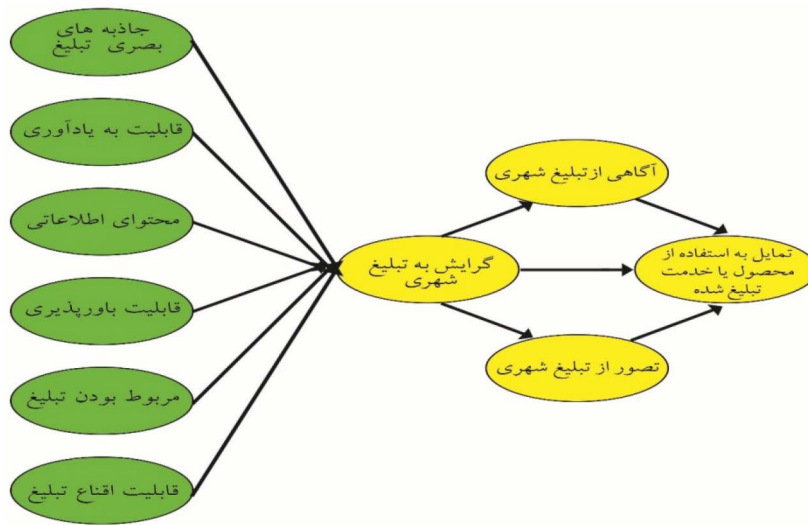 جاذبه های
بصری تبلیغ
قابلیت به یادآوری
محتوای اطلاعاتی
قابلیت باورپذیری
مربوط بودن تبلیغ
قابلیت اقناع تبلیغ
گرایش به تبلیغ
شهری
آگاهی ازتبلیغ شهری
تصور از تبلیغ شهری
تمایل به استفاده از
محصول یا خدمت
تبلیغ شده